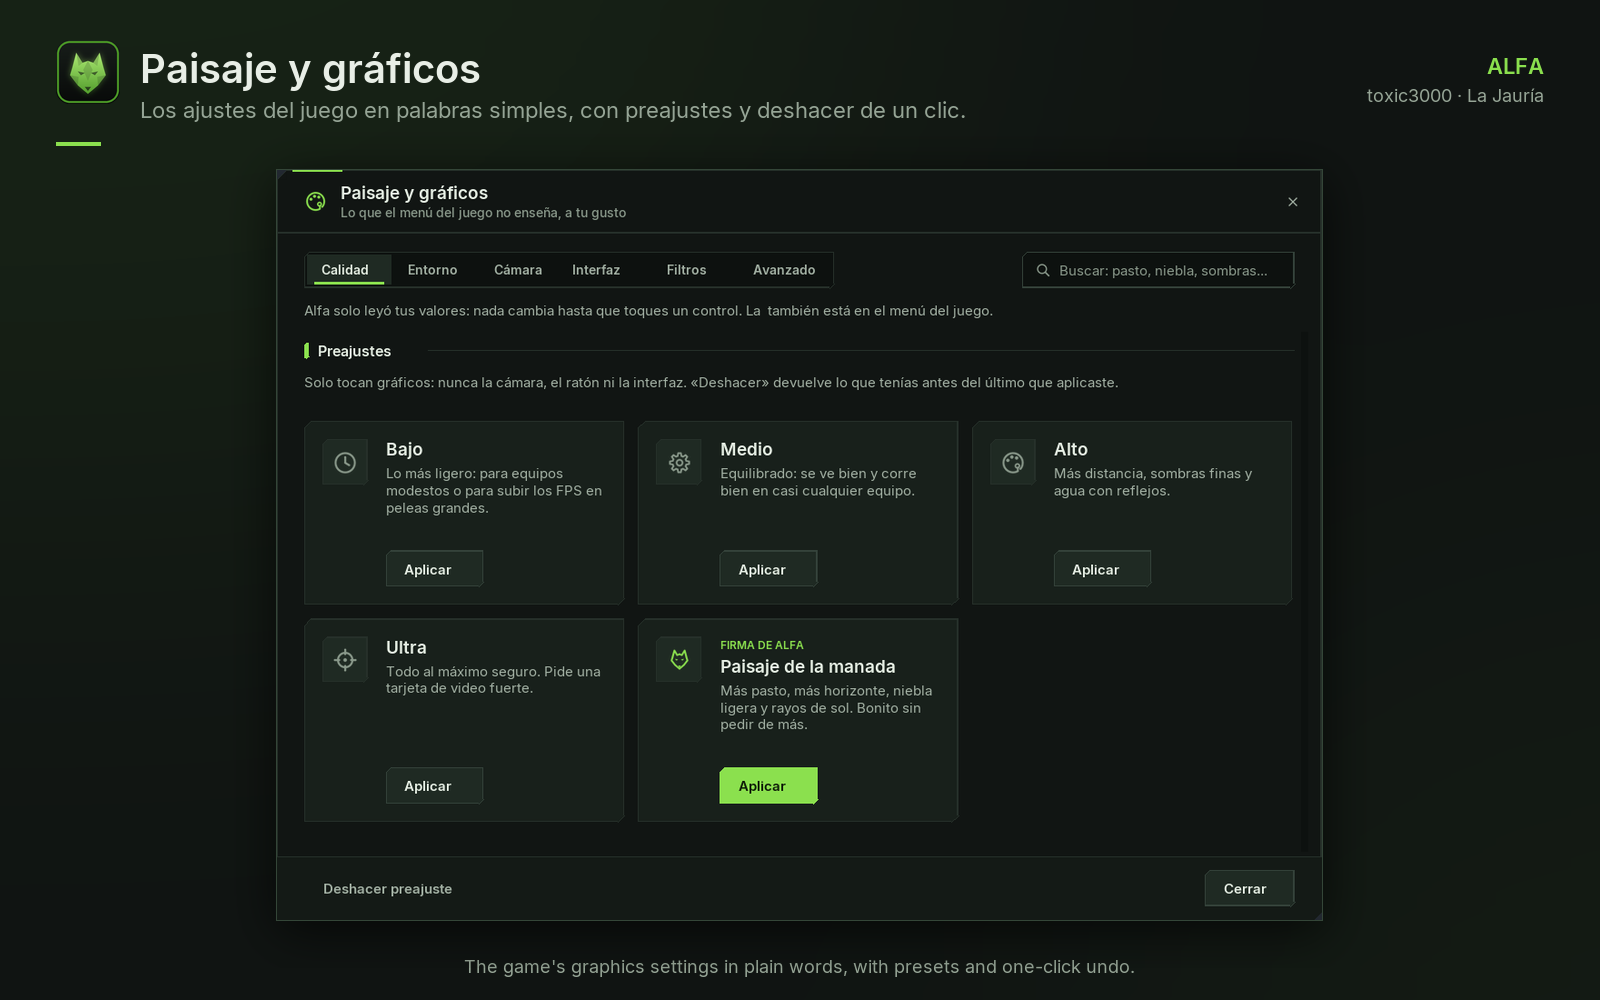 Paisaje y gráficos
Los ajustes del juego en palabras simples, con preajustes y deshacer de un clic.
ALFA
toxic3000 · La Jauría
Paisaje y gráficos
Lo que el menú del juego no enseña, a tu gusto
×
Calidad Entorno Cámara Interfaz Filtros Avanzado
Buscar: pasto, niebla, sombras...
Alfa solo leyó tus valores: nada cambia hasta que toques un control. La  también está en el menú del juego.
Preajustes
Solo tocan gráficos: nunca la cámara, el ratón ni la interfaz. «Deshacer» devuelve lo que tenías antes del último que aplicaste.
Bajo
Lo más ligero: para equipos
modestos o para subir los FPS en
peleas grandes.
Aplicar
Medio
Equilibrado: se ve bien y corre
bien en casi cualquier equipo.
Aplicar
Alto
Más distancia, sombras finas y
agua con reflejos.
Aplicar
Ultra
Todo al máximo seguro. Pide una
tarjeta de video fuerte.
Aplicar
FIRMA DE ALFA
Paisaje de la manada
Más pasto, más horizonte, niebla
ligera y rayos de sol. Bonito sin
pedir de más.
Aplicar
Deshacer preajuste
Cerrar
The game's graphics settings in plain words, with presets and one-click undo.